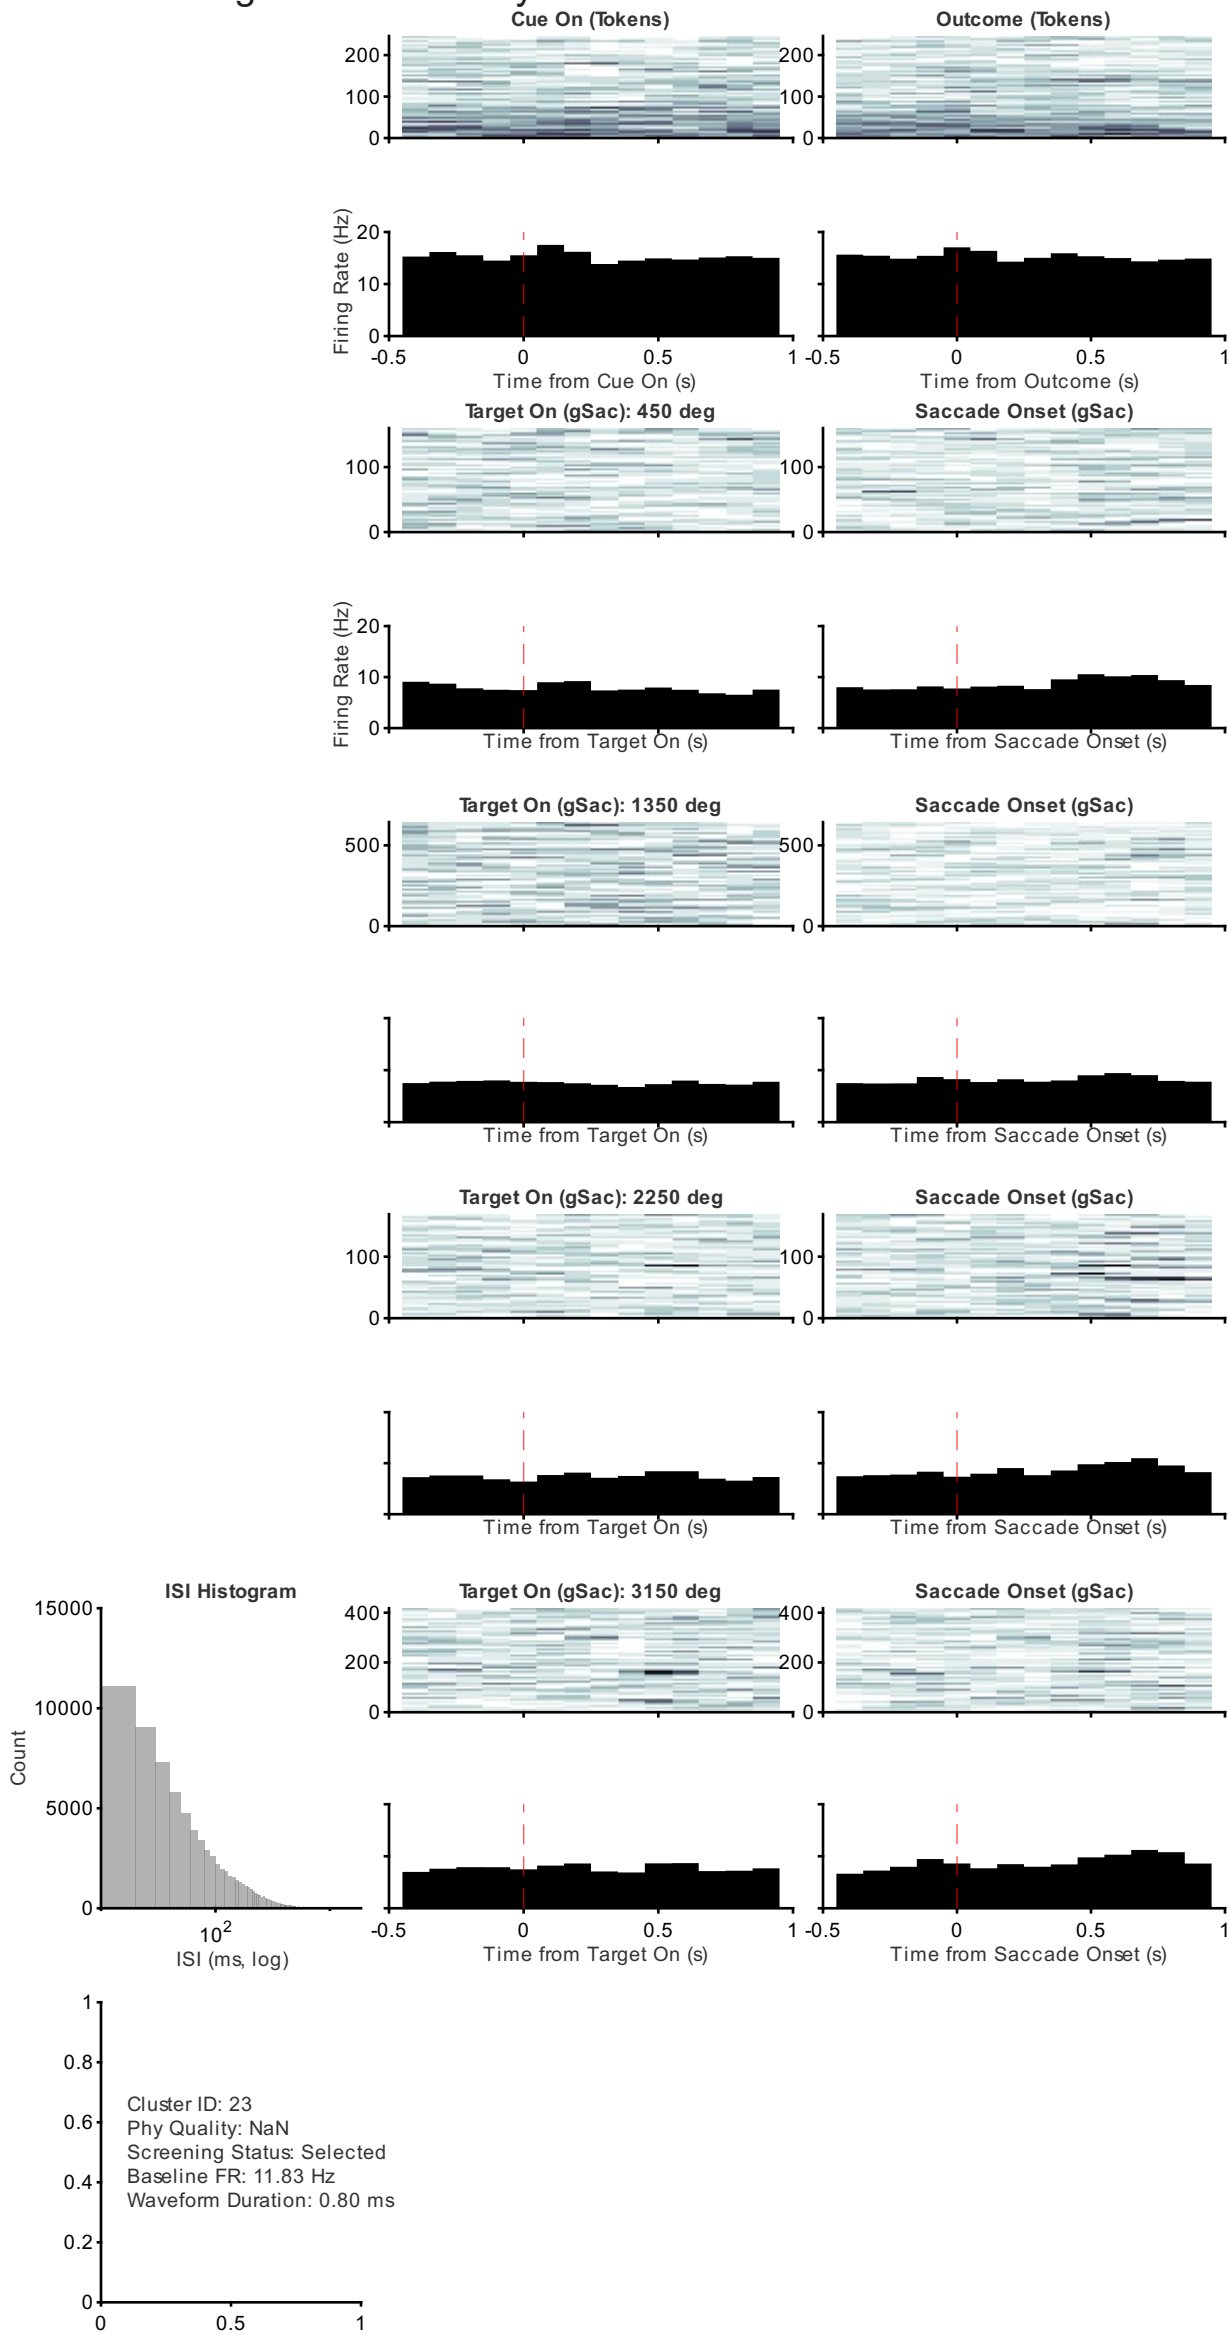 Cue On (Tokens)
Outcome (Tokens)
200
100
0
200
100
0
Firing Rate (Hz)
20
10
0
-0.5
0
0.5
1
-0.5
0
0.5
1
Time from Cue On (s)
Time from Outcome (s)
Target On (gSac): 450 deg
Saccade Onset (gSac)
100
0
100
0
Firing Rate (Hz)
20
10
0
Time from Target On (s)
Time from Saccade Onset (s)
Target On (gSac): 1350 deg
Saccade Onset (gSac)
500
0
500
0
Time from Target On (s)
Time from Saccade Onset (s)
Target On (gSac): 2250 deg
Saccade Onset (gSac)
100
0
100
0
Time from Target On (s)
Time from Saccade Onset (s)
ISI Histogram
15000
10000
5000
0
Count
10²
ISI (ms, log)
Target On (gSac): 3150 deg
Saccade Onset (gSac)
400
200
0
400
200
0
-0.5
0
0.5
1
-0.5
0
0.5
1
Time from Target On (s)
Time from Saccade Onset (s)
1
0.8
0.6
0.4
0.2
0
Cluster ID: 23
Phy Quality: NaN
Screening Status: Selected
Baseline FR: 11.83 Hz
Waveform Duration: 0.80 ms
0
0.5
1